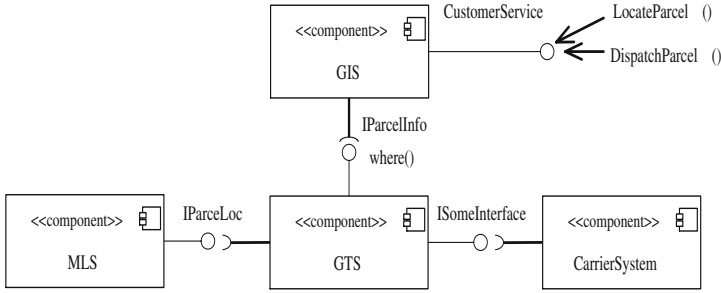 CustomerService
LocateParcel ()
<<component>>
DispatchParcel ()
GIS
IParcelInfo
where()
<<component>>
IParceLoc
<<component>>
ISomeInterface
<<component>>
MLS
GTS
CarrierSystem